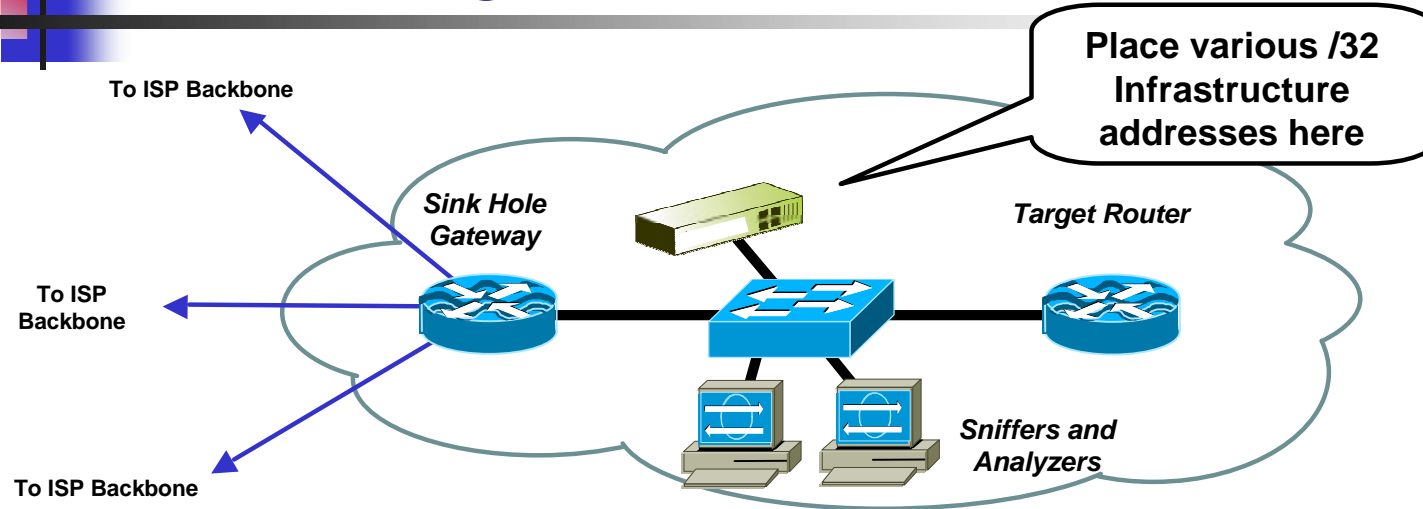 Place various /32
Infrastructure
addresses here
To ISP Backbone
Sink Hole
Gateway
Target Router
To ISP
Backbone
Sniffers and
Analyzers
To ISP Backbone